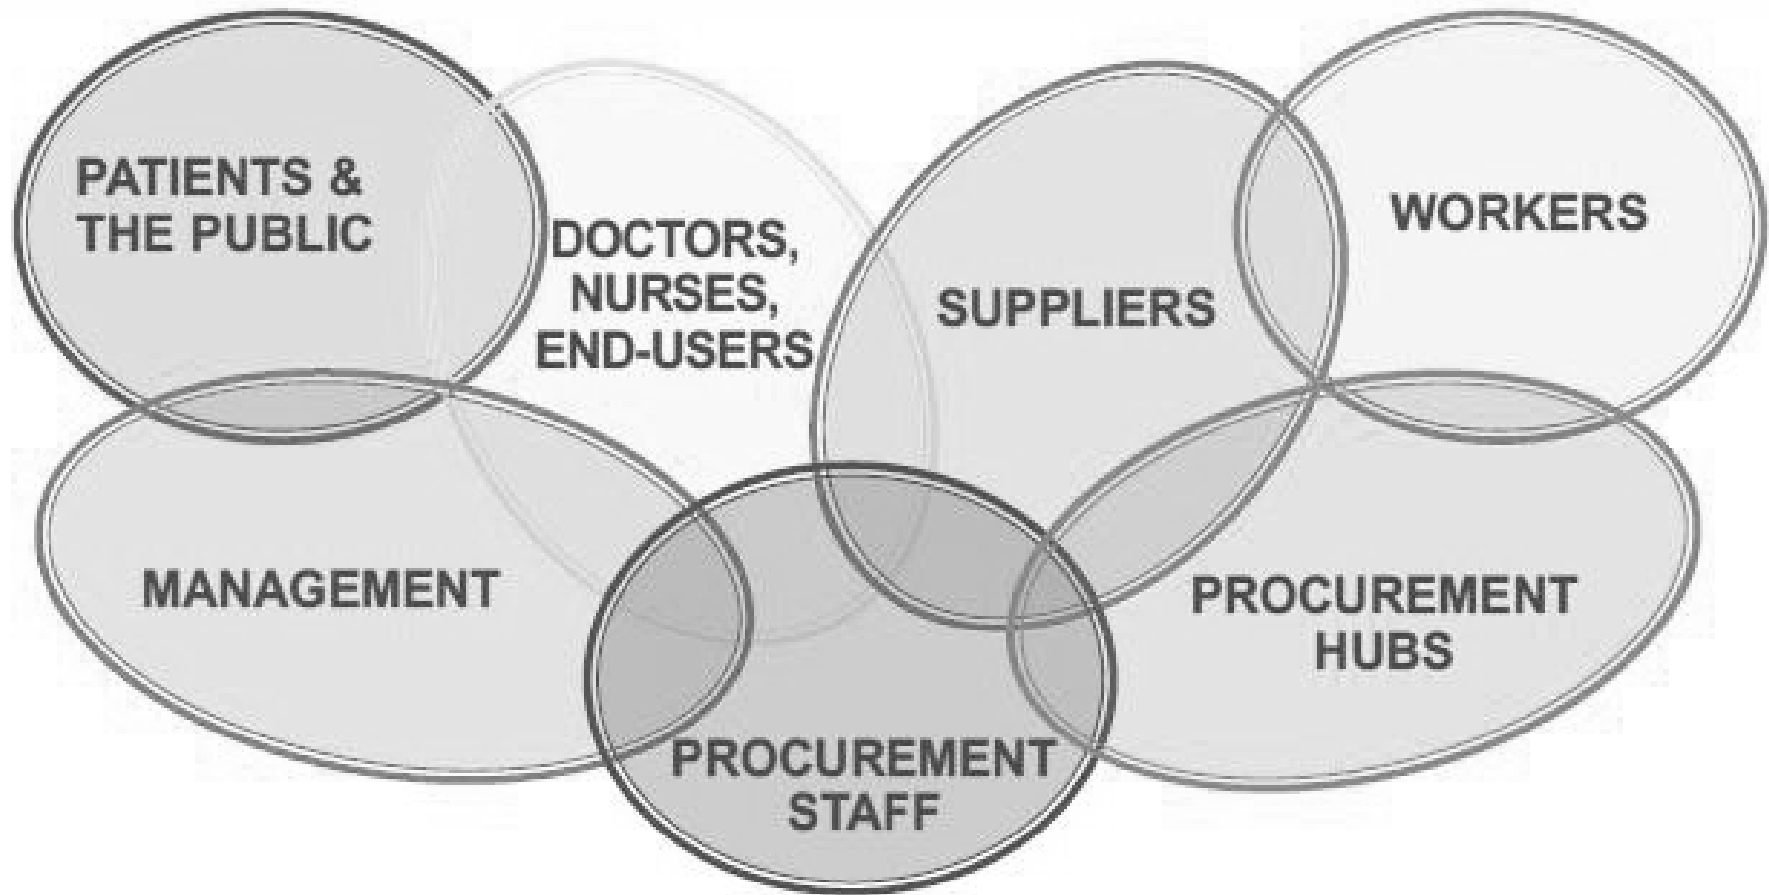 PATIENTS &
THE PUBLIC
DOCTORS,
NURSES,
END-USERS
SUPPLIERS
WORKERS
MANAGEMENT
PROCUREMENT
STAFF
PROCUREMENT
HUBS